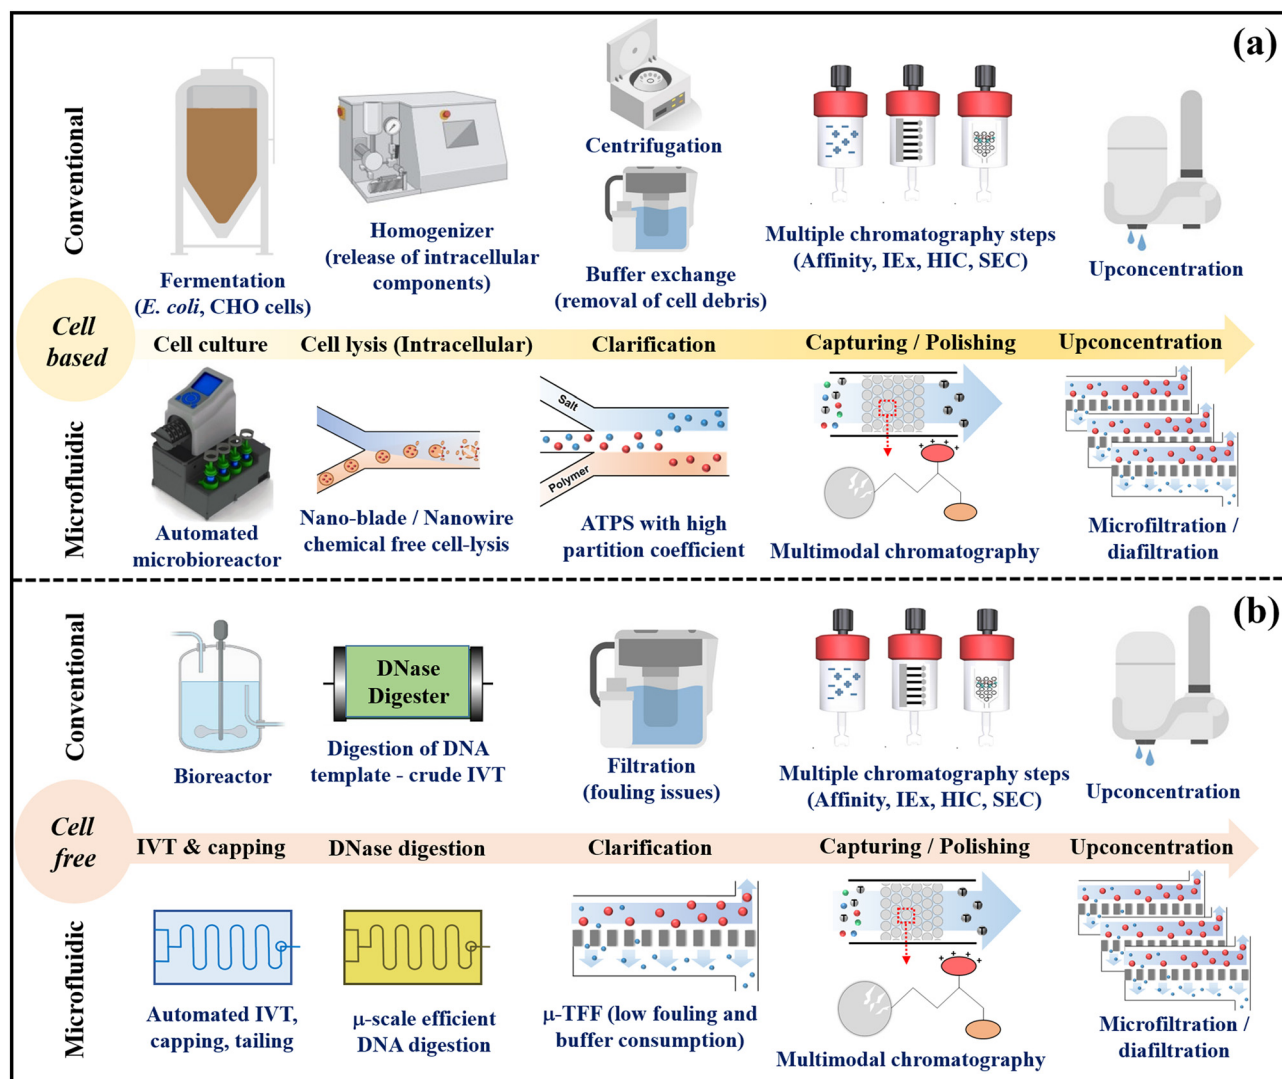 (a)
Conventional
Fermentation
(E. coli, CHO cells)
Homogenizer
(release of intracellular
components)
Centrifugation
Buffer exchange
(removal of cell debris)
Multiple chromatography steps
(Affinity, IEx, HIC, SEC)
Upconcentration
Cell
based
Cell culture
Cell lysis (Intracellular)
Clarification
Capturing / Polishing
Upconcentration
Microfluidic
Automated
microbioreactor
Nano-blade / Nanowire
chemical free cell-lysis
Salt
Polymer
ATPS with high
partition coefficient
Multimodal chromatography
Microfiltration /
diafiltration
(b)
Conventional
Bioreactor
DNase
Digester
Digestion of DNA
template - crude IVT
Filtration
(fouling issues)
Multiple chromatography steps
(Affinity, IEx, HIC, SEC)
Upconcentration
Cell
free
IVT & capping
DNase digestion
Clarification
Capturing / Polishing
Upconcentration
Microfluidic
Automated IVT,
capping, tailing
μ-scale efficient
DNA digestion
μ-TFF (low fouling and
buffer consumption)
Multimodal chromatography
Microfiltration /
diafiltration